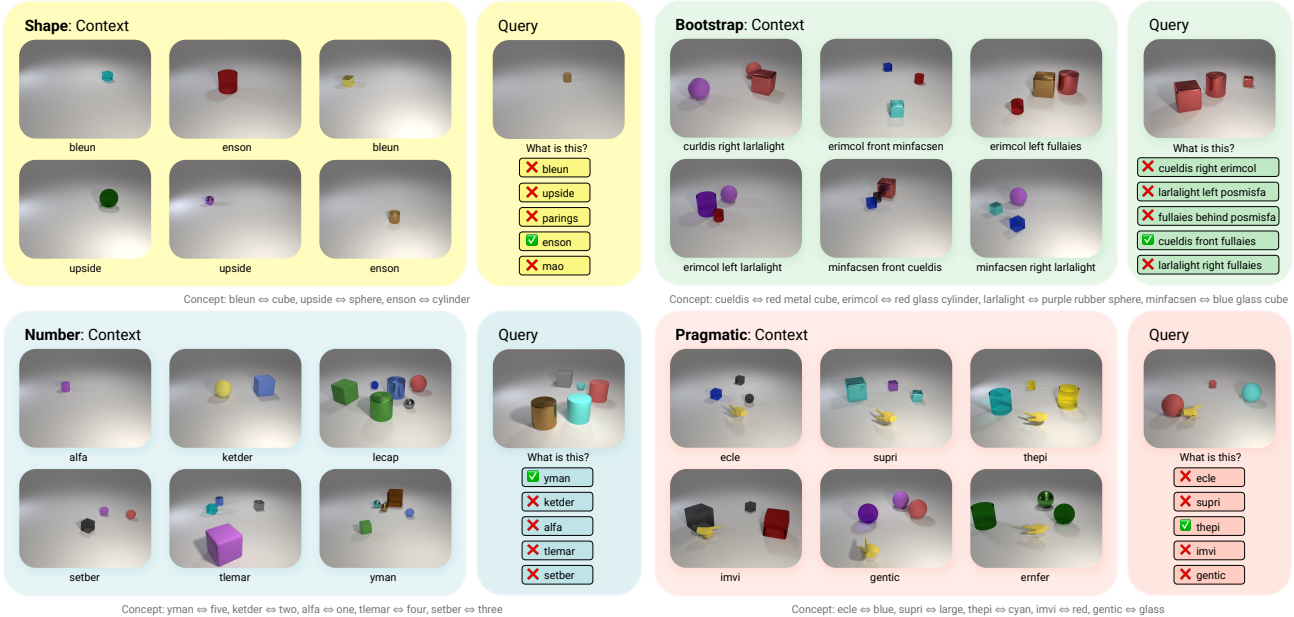 Shape: Context
bleun
enson
bleun
upside
upside
enson
Query
What is this?
❌ bleun
❌ upside
❌ parings
✅ enson
❌ mao
Concept: bleun ⇔ cube, upside ⇔ sphere, enson ⇔ cylinder
Bootstrap: Context
curldis right larlalight
erimcol front minfacsen
erimcol left fullaies
erimcol left larlalight
minfacsen front cueldis
minfacsen right larlalight
Query
What is this?
❌ cueldis right erimcol
❌ larlalight left posmisfa
❌ fullaies behind posmisfa
✅ cueldis front fullaies
❌ larlalight right fullaies
Concept: cueldis ⇔ red metal cube, erimcol ⇔ red glass cylinder, larlalight ⇔ purple rubber sphere, minfacsen ⇔ blue glass cube
Number: Context
alfa
ketder
lecap
setber
tlemar
yman
Query
What is this?
✅ yman
❌ ketder
❌ alfa
❌ tlemar
❌ setber
Concept: yman ⇔ five, ketder ⇔ two, alfa ⇔ one, tlemar ⇔ four, setber ⇔ three
Pragmatic: Context
ecle
supri
thepi
imvi
gentic
ernfer
Query
What is this?
❌ ecle
❌ supri
✅ thepi
❌ imvi
❌ gentic
Concept: ecle ⇔ blue, supri ⇔ large, thepi ⇔ cyan, imvi ⇔ red, gentic ⇔ glass